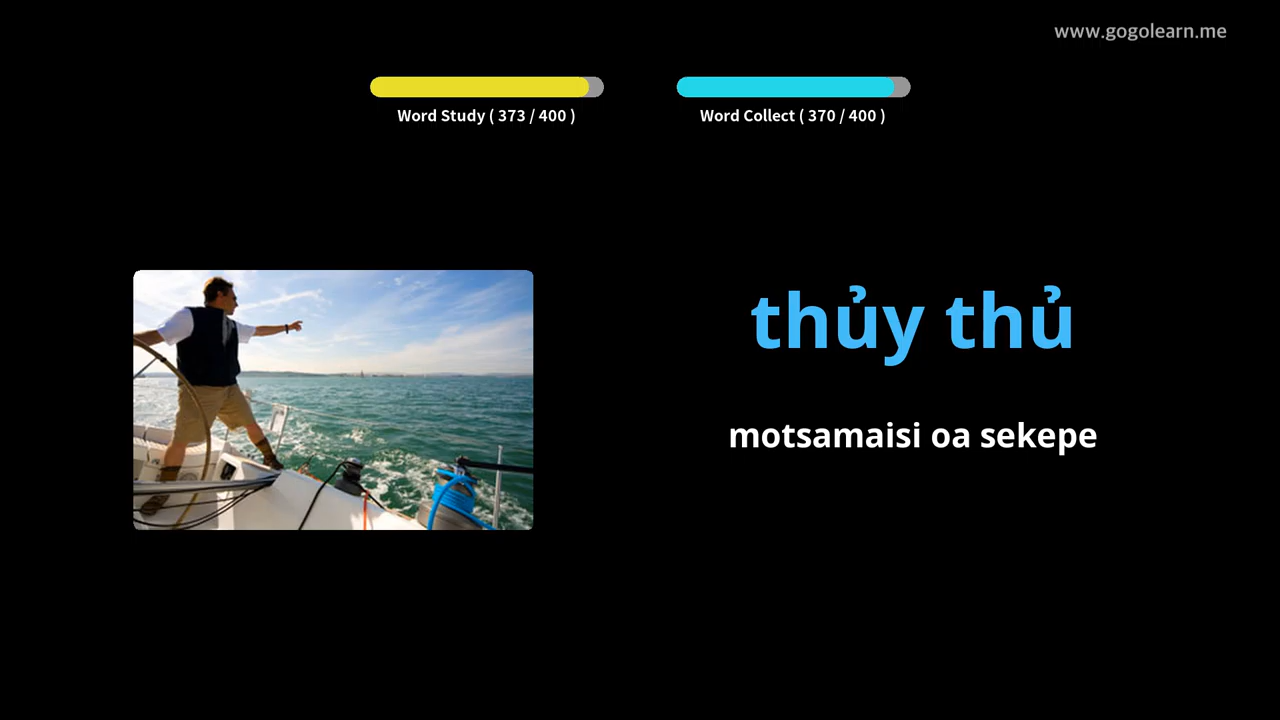 www.gogolearn.me
Word Study ( 373 / 400 )
Word Collect ( 370 / 400 )
thủy thủ
motsamaisi oa sekepe